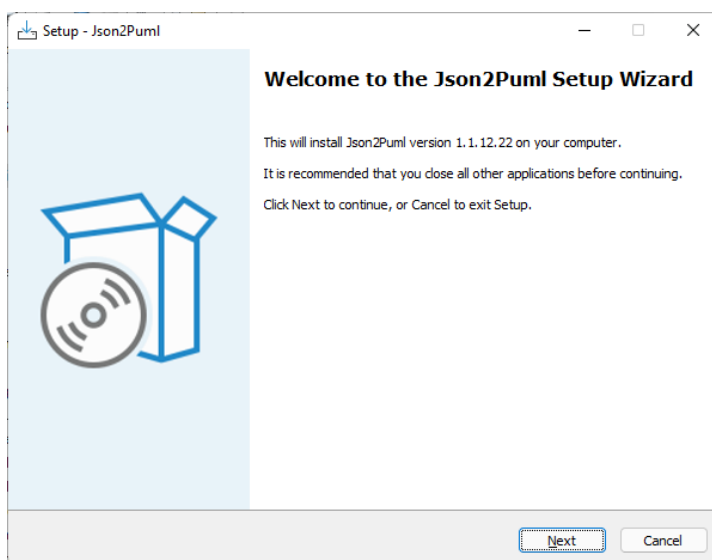 Setup - Json2Puml
Welcome to the Json2Puml Setup Wizard
This will install Json2Puml version 1.1.12.22 on your computer.
It is recommended that you close all other applications before continuing.
Click Next to continue, or Cancel to exit Setup.
Next
Cancel